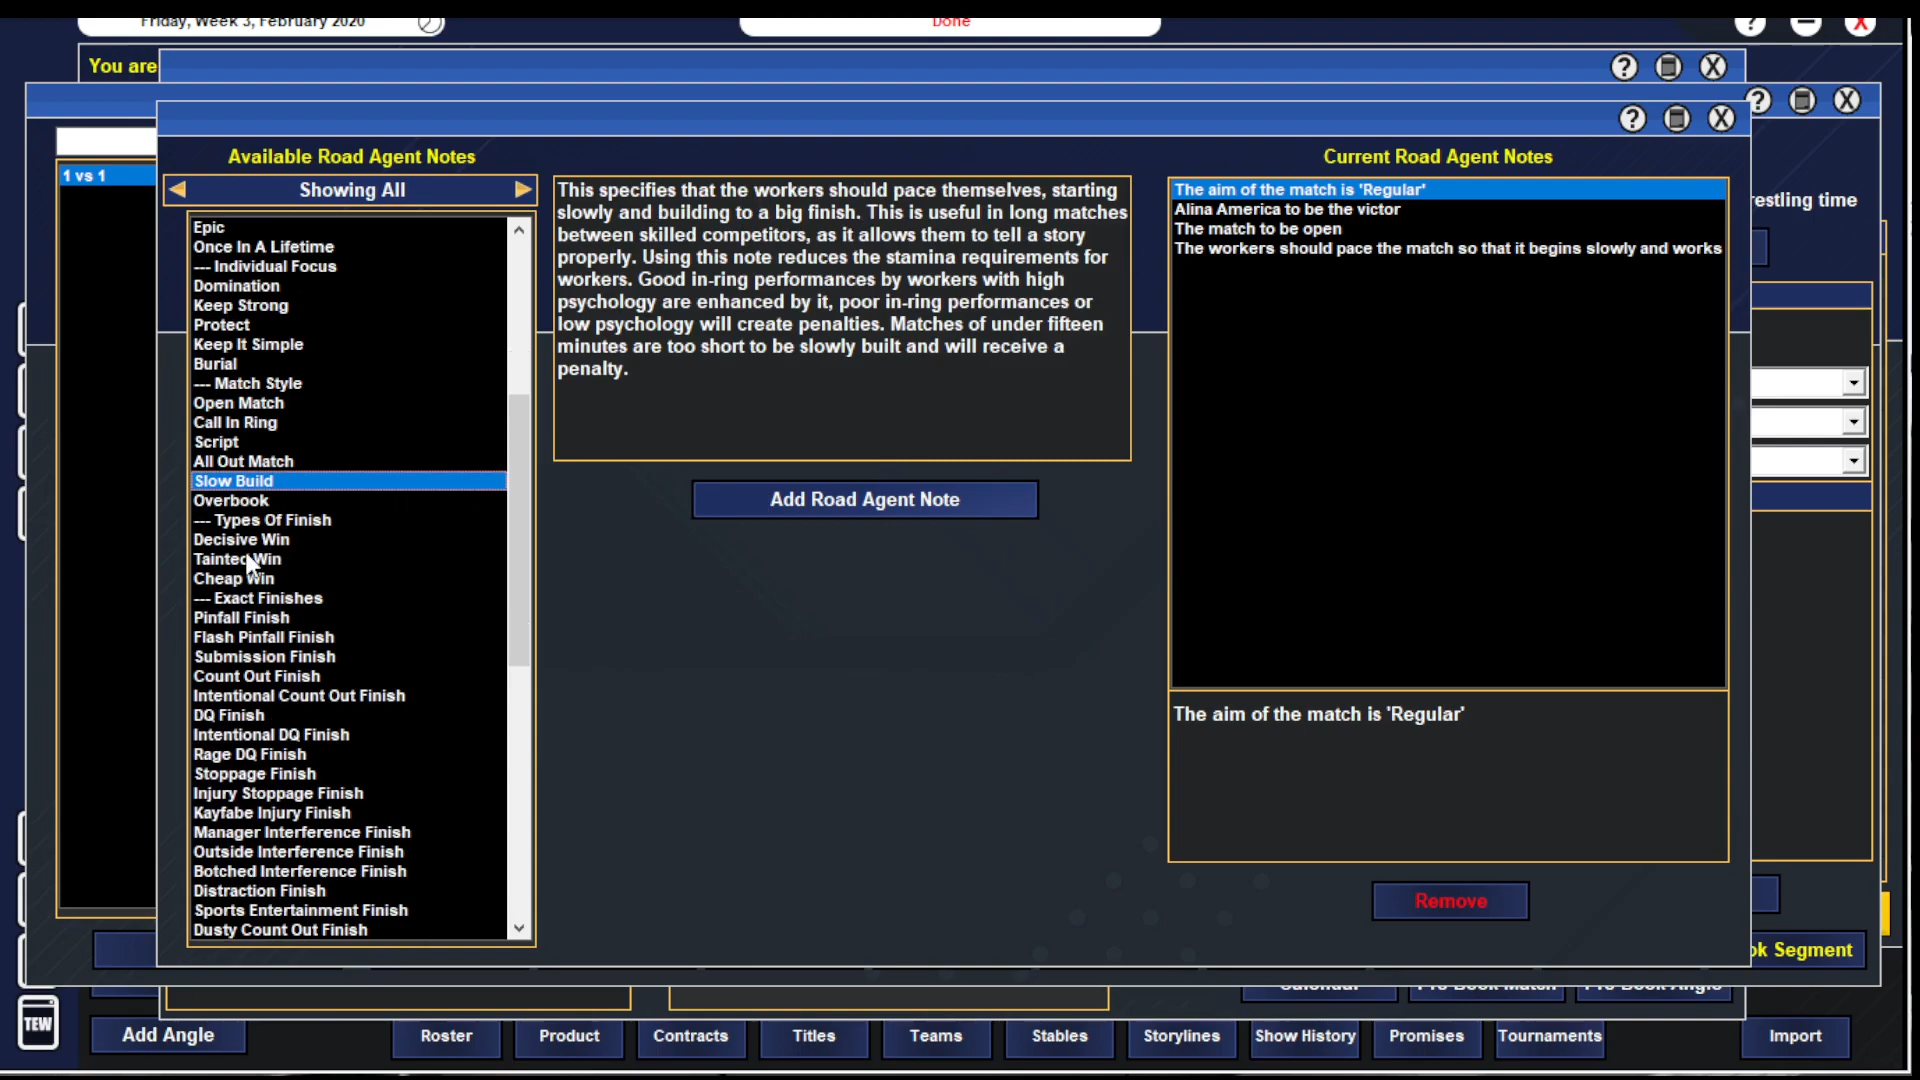 Friday, Week 3, February 2020
Done
? X
You are
? X
? X
? X
Available Road Agent Notes
Showing All
Epic
Once In A Lifetime
--- Individual Focus
Domination
Keep Strong
Protect
Keep It Simple
Burial
--- Match Style
Open Match
Call In Ring
Script
All Out Match
Slow Build
Overbook
--- Types Of Finish
Decisive Win
Tainted Win
Cheap Win
--- Exact Finishes
Pinfall Finish
Flash Pinfall Finish
Submission Finish
Count Out Finish
Intentional Count Out Finish
DQ Finish
Intentional DQ Finish
Rage DQ Finish
Stoppage Finish
Injury Stoppage Finish
Kayfabe Injury Finish
Manager Interference Finish
Outside Interference Finish
Botched Interference Finish
Distraction Finish
Sports Entertainment Finish
Dusty Count Out Finish
1 vs 1
This specifies that the workers should pace themselves, starting
slowly and building to a big finish. This is useful in long matches
between skilled competitors, as it allows them to tell a story
properly. Using this note reduces the stamina requirements for
workers. Good in-ring performances by workers with high
psychology are enhanced by it, poor in-ring performances or
low psychology will create penalties. Matches of under fifteen
minutes are too short to be slowly built and will receive a
penalty.
Add Road Agent Note
Current Road Agent Notes
The aim of the match is 'Regular'
Alina America to be the victor
The match to be open
The workers should pace the match so that it begins slowly and works
The aim of the match is 'Regular'
Remove
restling time
ok Segment
Calendar
Pre Book Match
Pre Book Angle
TEW
Add Angle
Roster
Product
Contracts
Titles
Teams
Stables
Storylines
Show History
Promises
Tournaments
Import